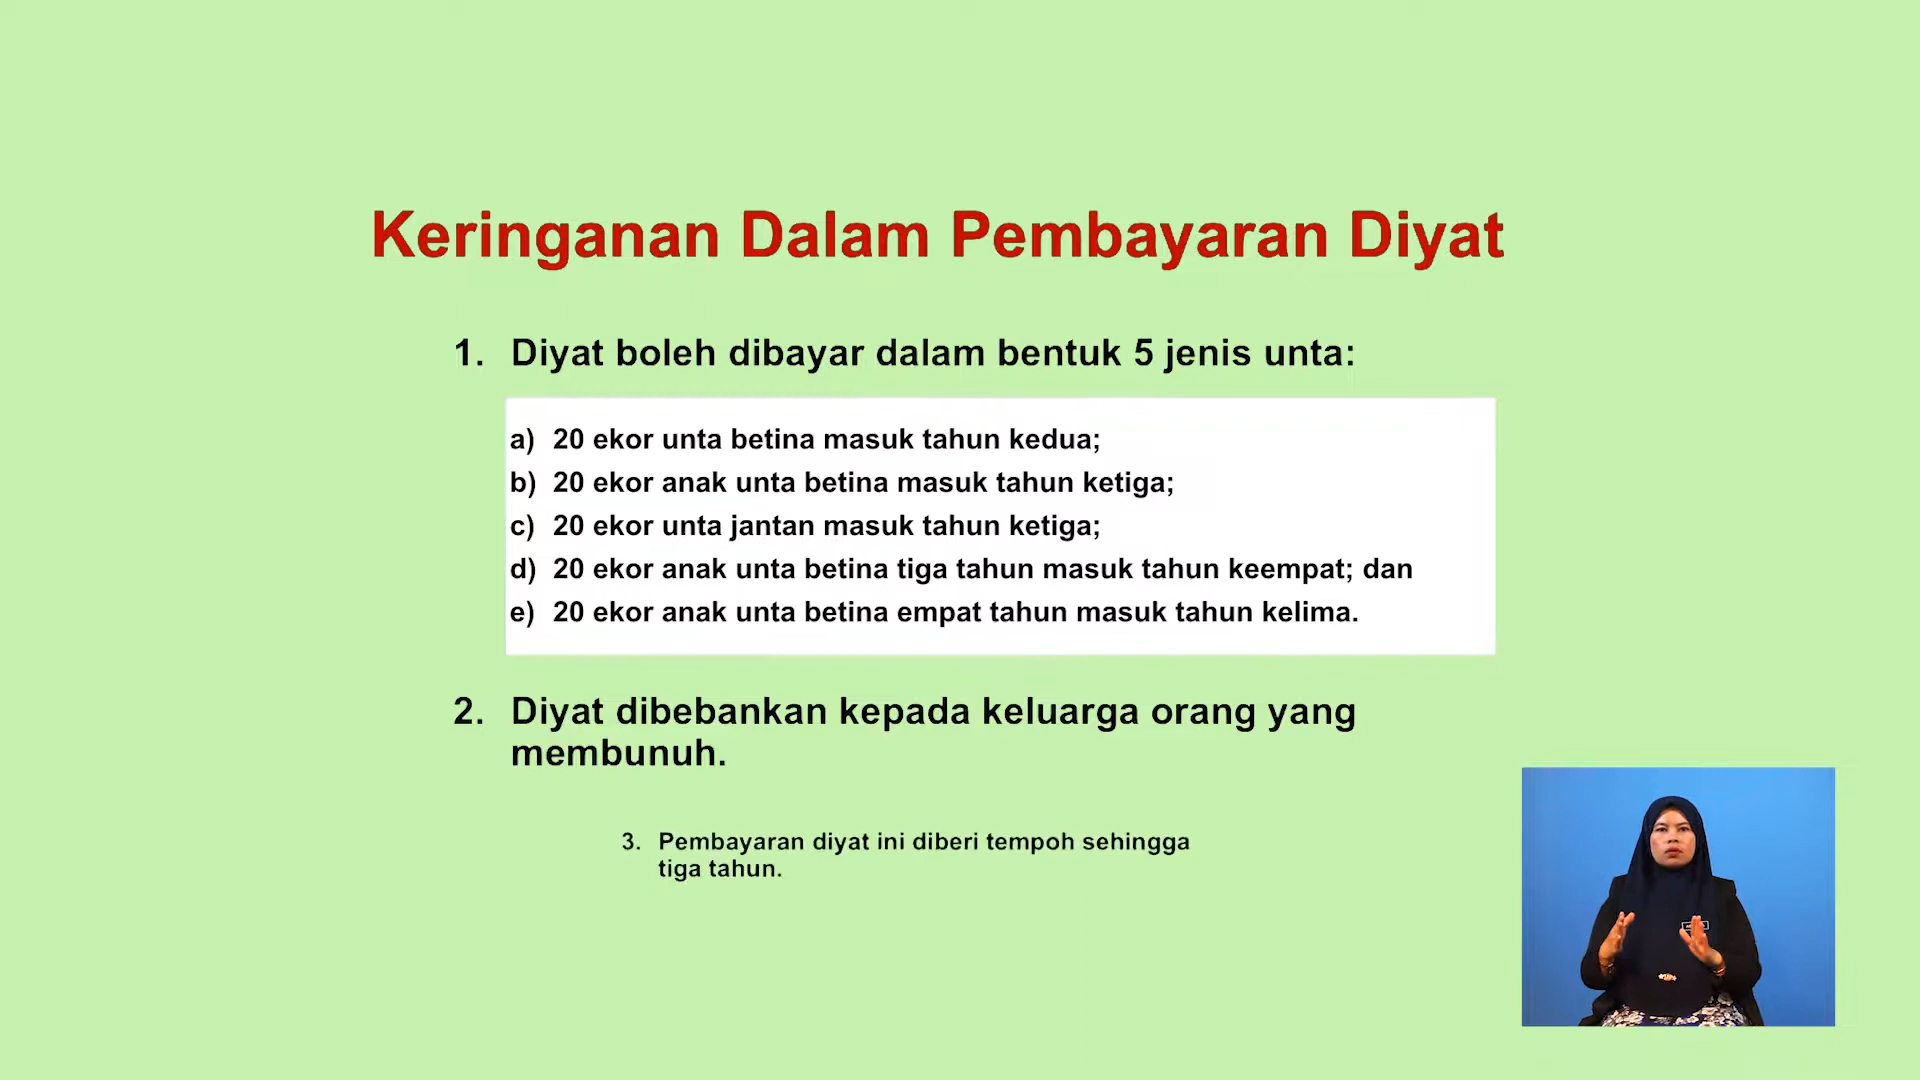 Keringanan Dalam Pembayaran Diyat
1. Diyat boleh dibayar dalam bentuk 5 jenis unta:
a) 20 ekor unta betina masuk tahun kedua;
b) 20 ekor anak unta betina masuk tahun ketiga;
c) 20 ekor unta jantan masuk tahun ketiga;
d) 20 ekor anak unta betina tiga tahun masuk tahun keempat; dan
e) 20 ekor anak unta betina empat tahun masuk tahun kelima.
2. Diyat dibebankan kepada keluarga orang yang
membunuh.
3. Pembayaran diyat ini diberi tempoh sehingga
tiga tahun.